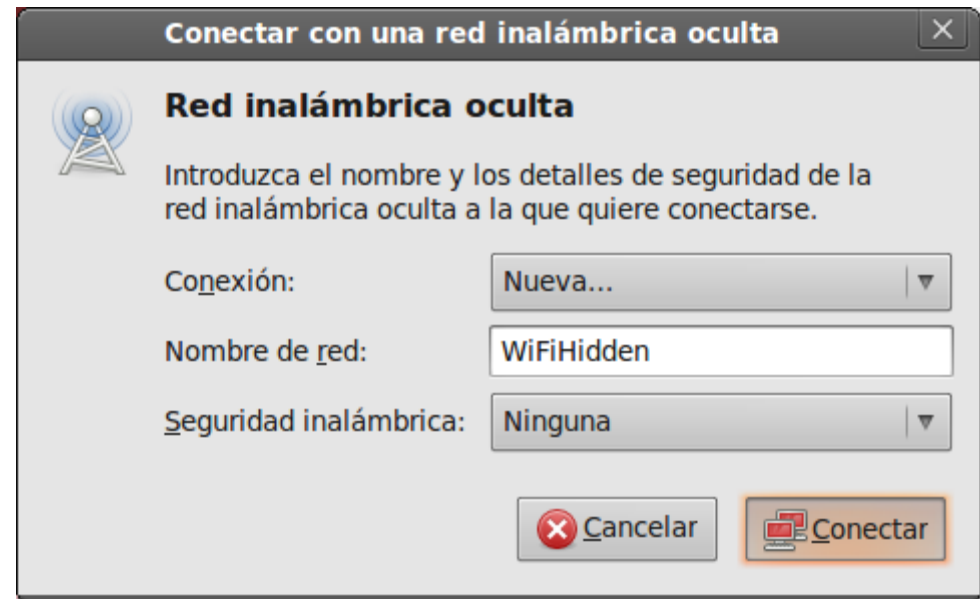 Conectar con una red inalámbrica oculta
Red inalámbrica oculta
Introduzca el nombre y los detalles de seguridad de la
red inalámbrica oculta a la que quiere conectarse.
Conexión: Nueva...
Nombre de red: WiFiHidden
Seguridad inalámbrica: Ninguna
Cancelar Conectar